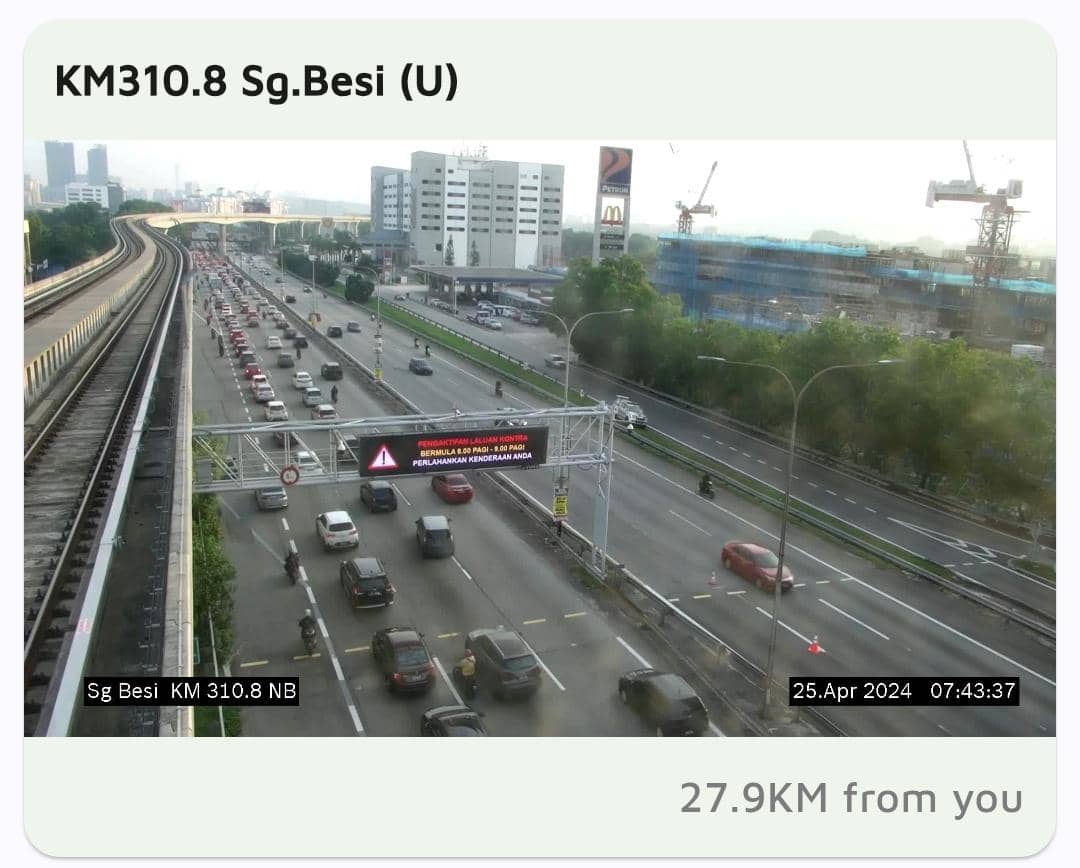 KM310.8 Sg.Besi (U)
PETRON
PENGAKTIFAN LALUAN KONTRA
BERMULA 6.00 PAGI - 9.00 PAGI
PERLAHANKAN KENDERAAN ANDA
Sg Besi KM 310.8 NB
25.Apr 2024 07:43:37
27.9KM from you